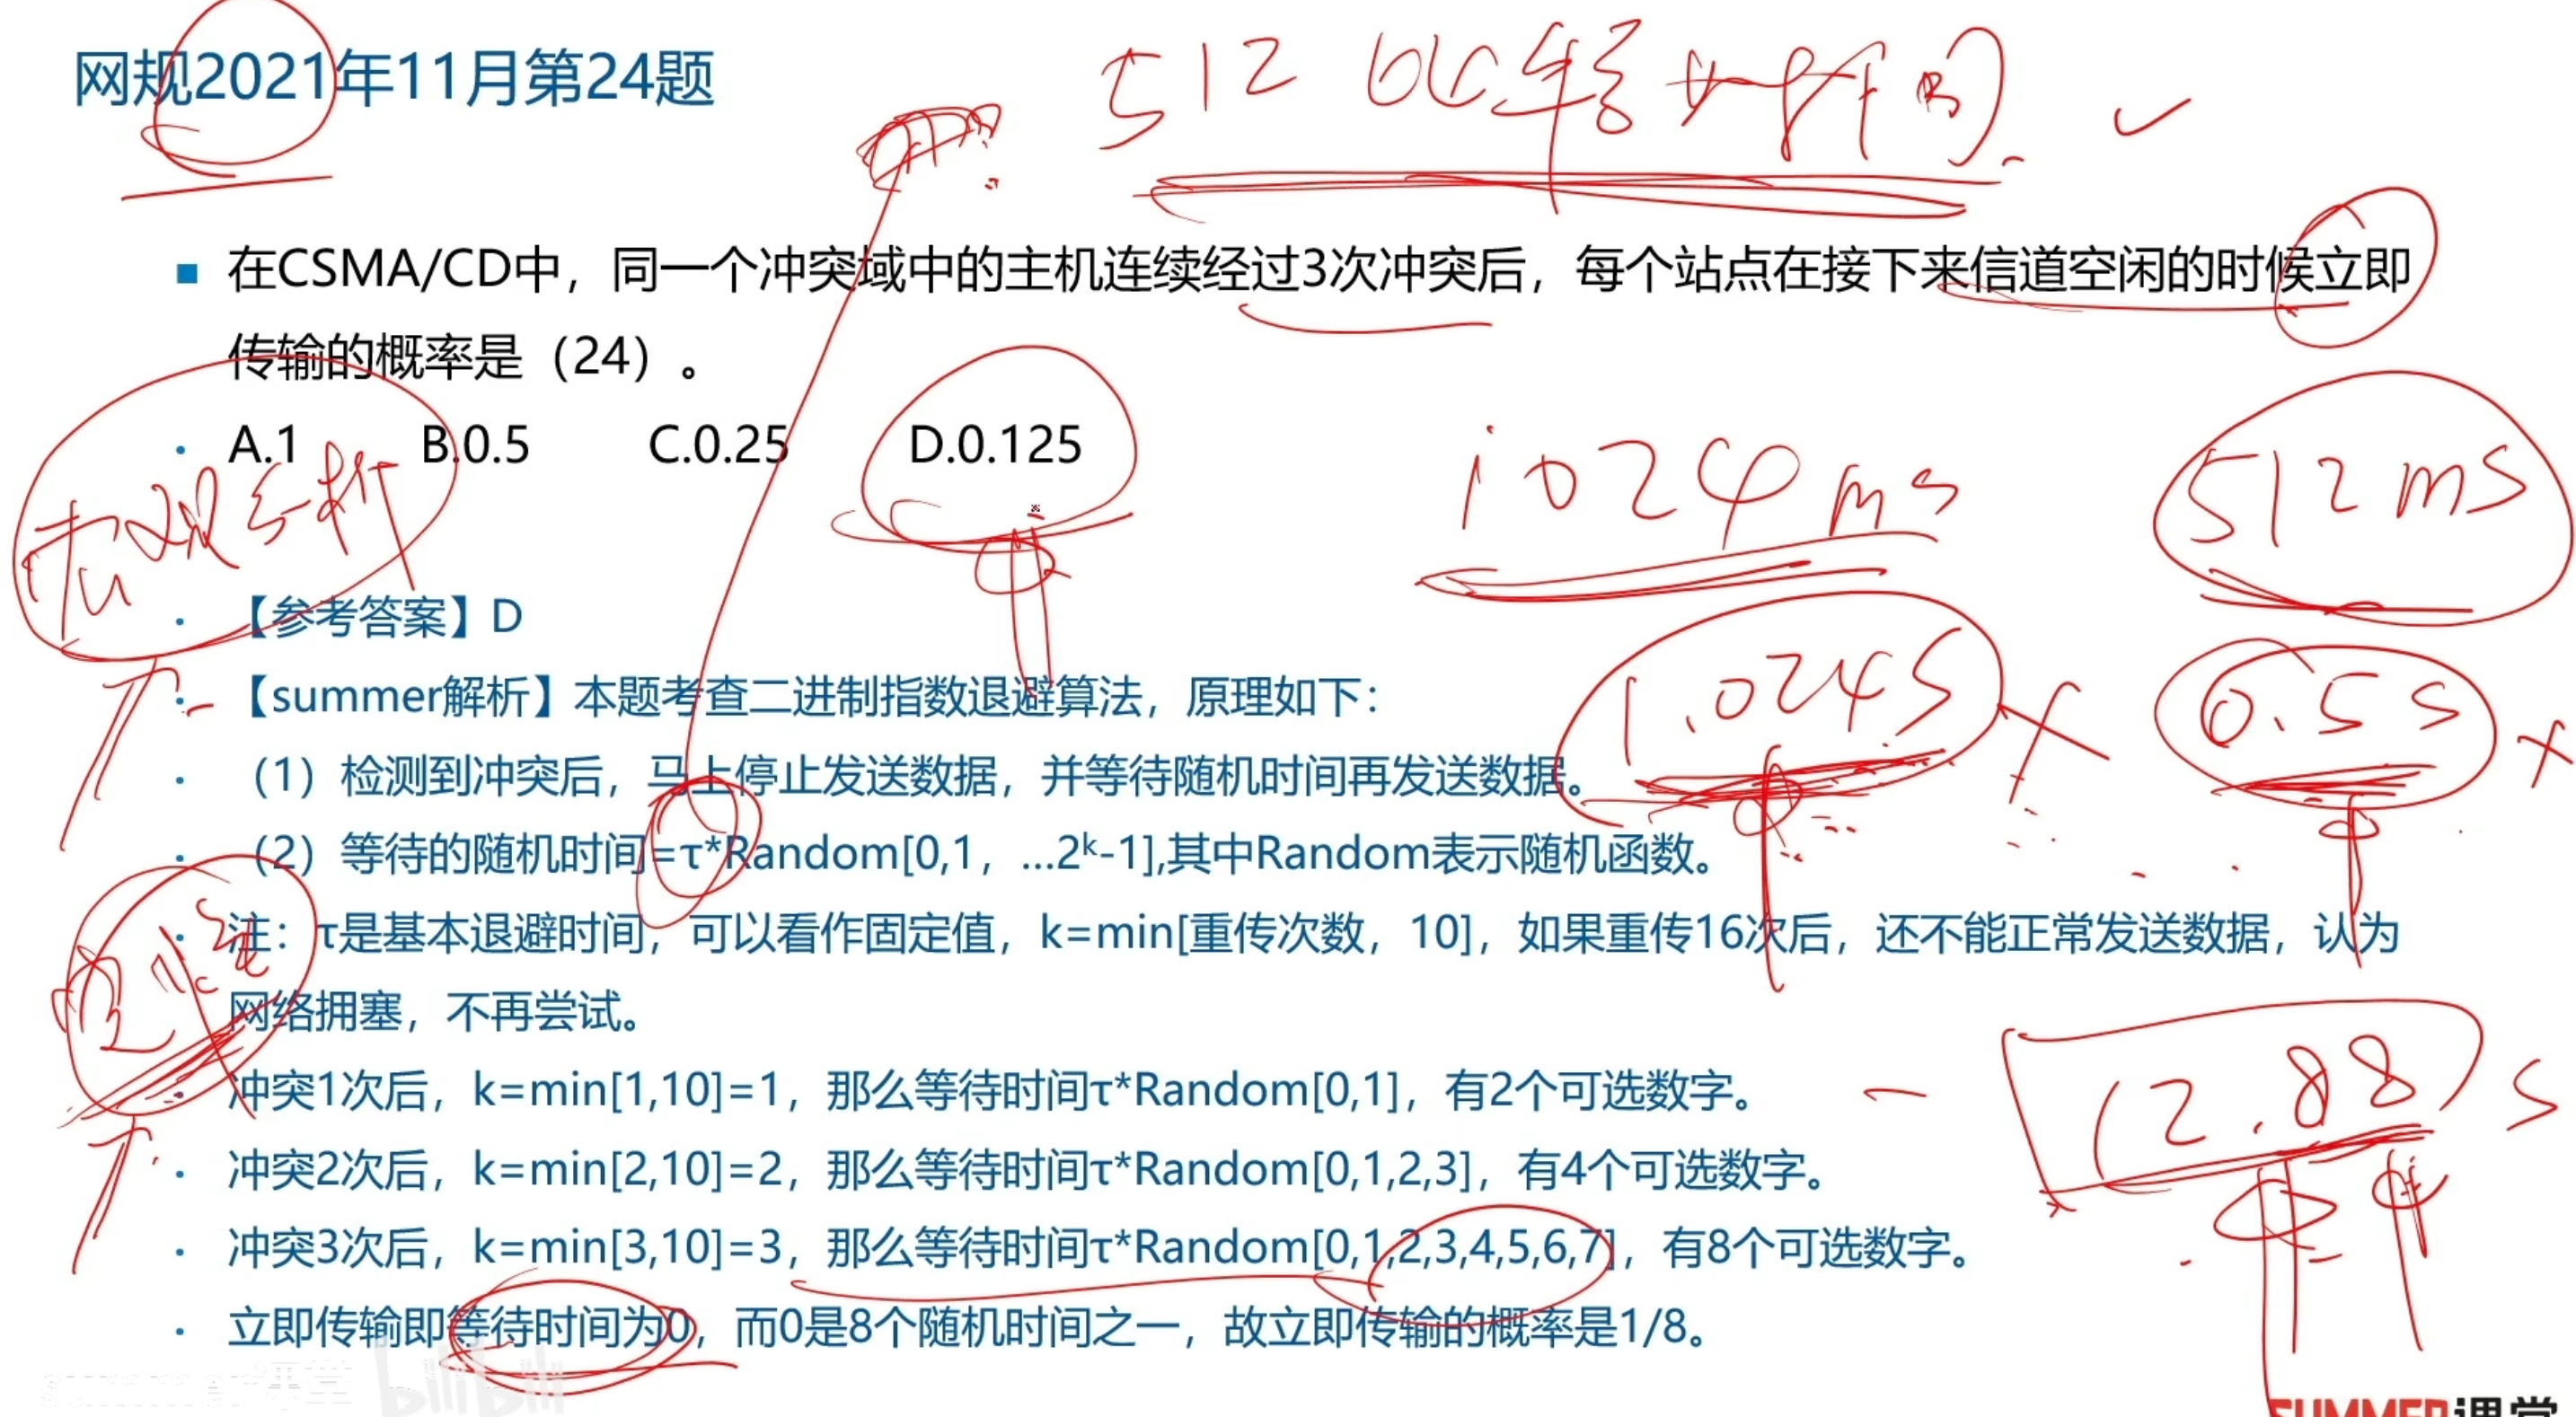 网规2021年11月第24题
512
在CSMA/CD中，同一个冲突域中的主机连续经过3次冲突后，每个站点在接下来信道空闲的时候立即
传输的概率是（24）。
A.1 B.0.5 C.0.25 D.0.125
1024ms 512ms
【参考答案】D
【summer解析】本题考查二进制指数退避算法，原理如下：
1.024s 0.5s
（1）检测到冲突后，马上停止发送数据，并等待随机时间再发送数据。
（2）等待的随机时间=τ*Random[0,1，…2ᵏ-1],其中Random表示随机函数。
注：τ是基本退避时间，可以看作固定值，k=min[重传次数，10]，如果重传16次后，还不能正常发送数据，认为
网络拥塞，不再尝试。
冲突1次后，k=min[1,10]=1，那么等待时间τ*Random[0,1]，有2个可选数字。
12.88s
冲突2次后，k=min[2,10]=2，那么等待时间τ*Random[0,1,2,3]，有4个可选数字。
冲突3次后，k=min[3,10]=3，那么等待时间τ*Random[0,1,2,3,4,5,6,7]，有8个可选数字。
立即传输即等待时间为0，而0是8个随机时间之一，故立即传输的概率是1/8。
summer课堂 bilibili
SUMMER课堂